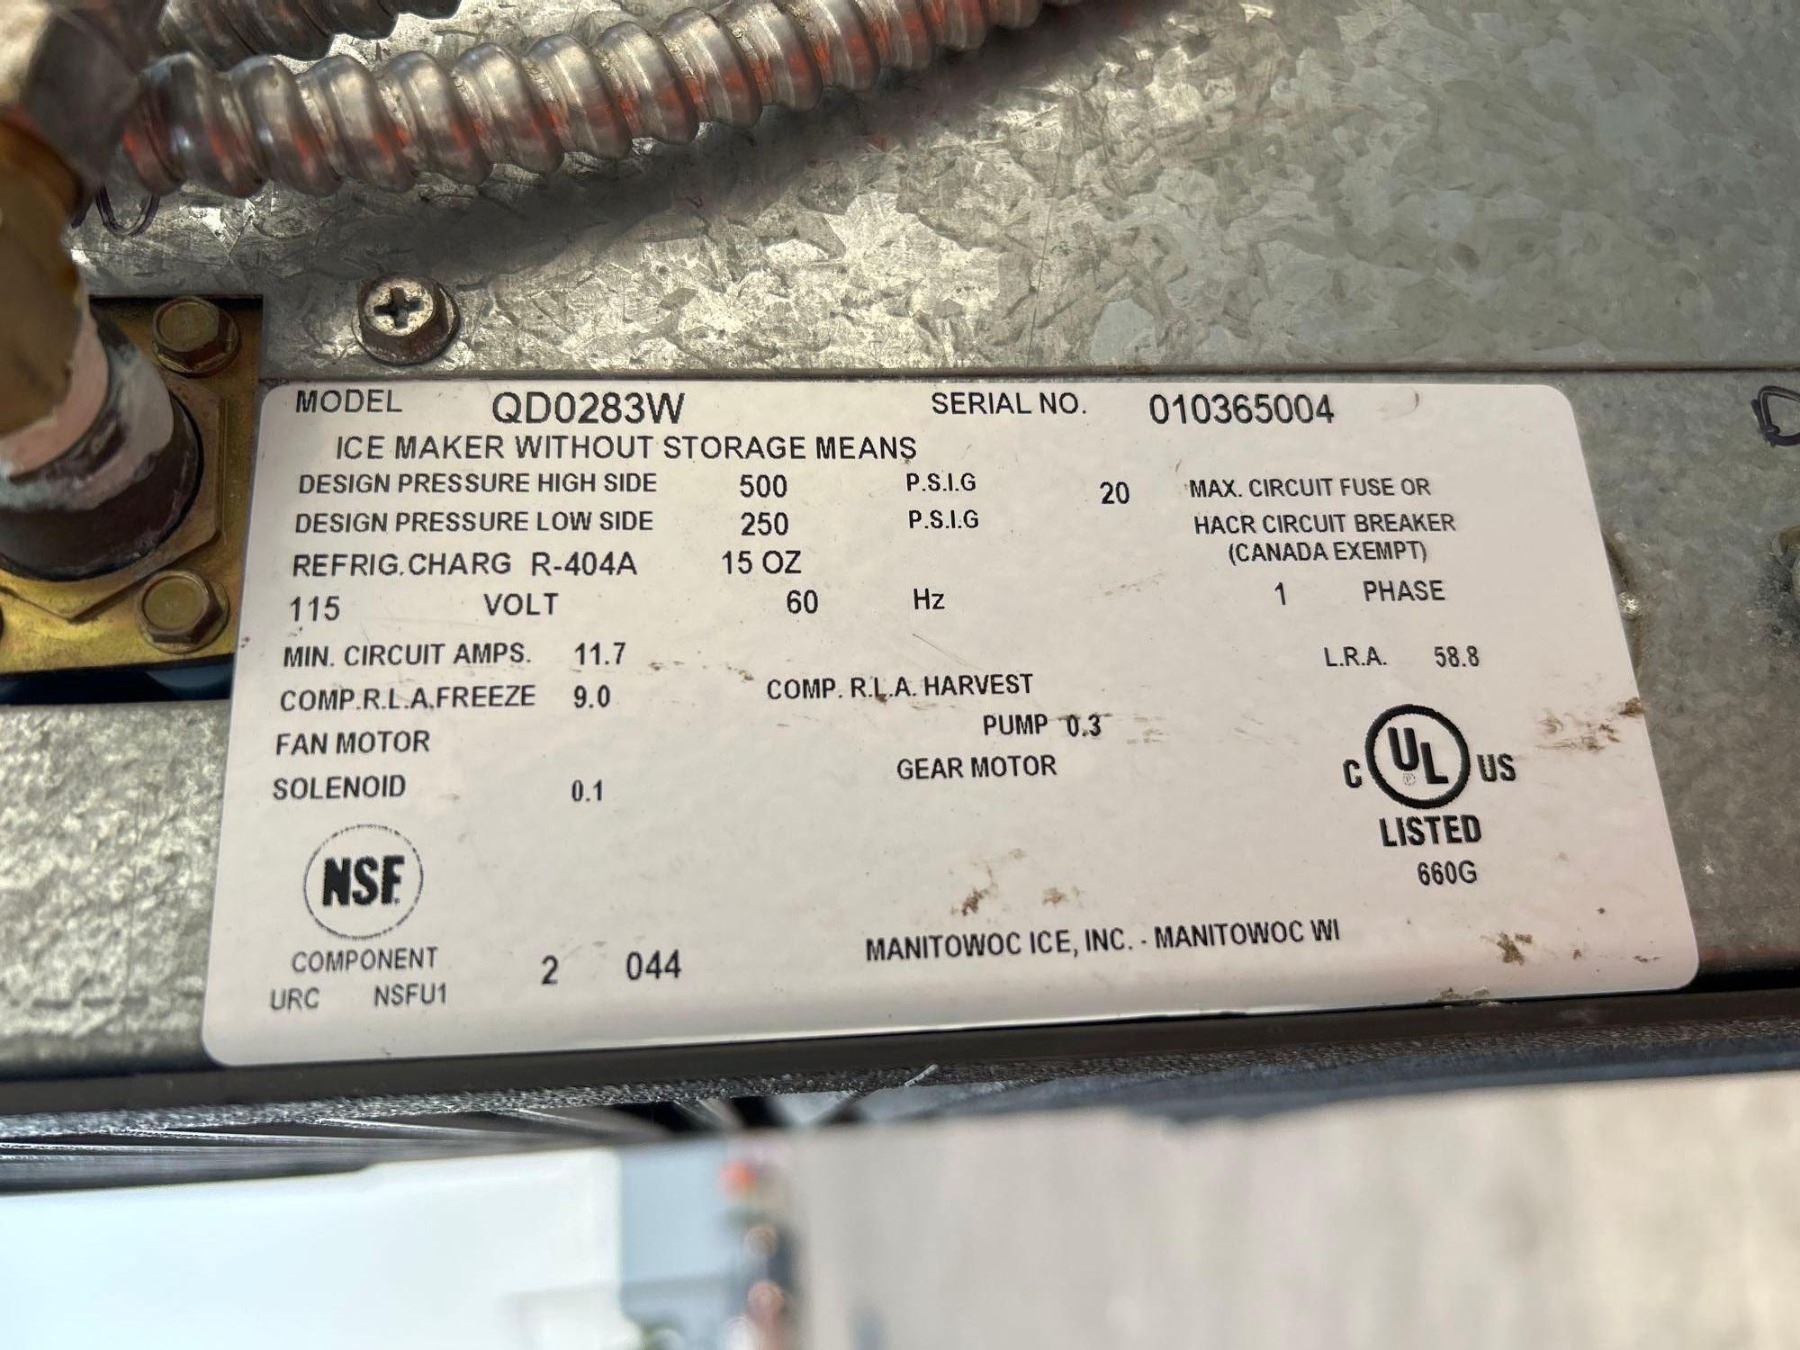 MODEL QD0283W SERIAL NO. 010365004
ICE MAKER WITHOUT STORAGE MEANS
DESIGN PRESSURE HIGH SIDE 500 P.S.I.G 20 MAX. CIRCUIT FUSE OR
DESIGN PRESSURE LOW SIDE 250 P.S.I.G HACR CIRCUIT BREAKER
(CANADA EXEMPT)
REFRIG.CHARG R-404A 15 OZ
115 VOLT 60 Hz 1 PHASE
MIN. CIRCUIT AMPS. 11.7 L.R.A. 58.8
COMP.R.L.A.FREEZE 9.0 COMP. R.L.A. HARVEST
FAN MOTOR PUMP 0.3
SOLENOID 0.1 GEAR MOTOR
C UL US
LISTED
660G
NSF
COMPONENT 2 044 MANITOWOC ICE, INC. - MANITOWOC WI
URC NSFU1